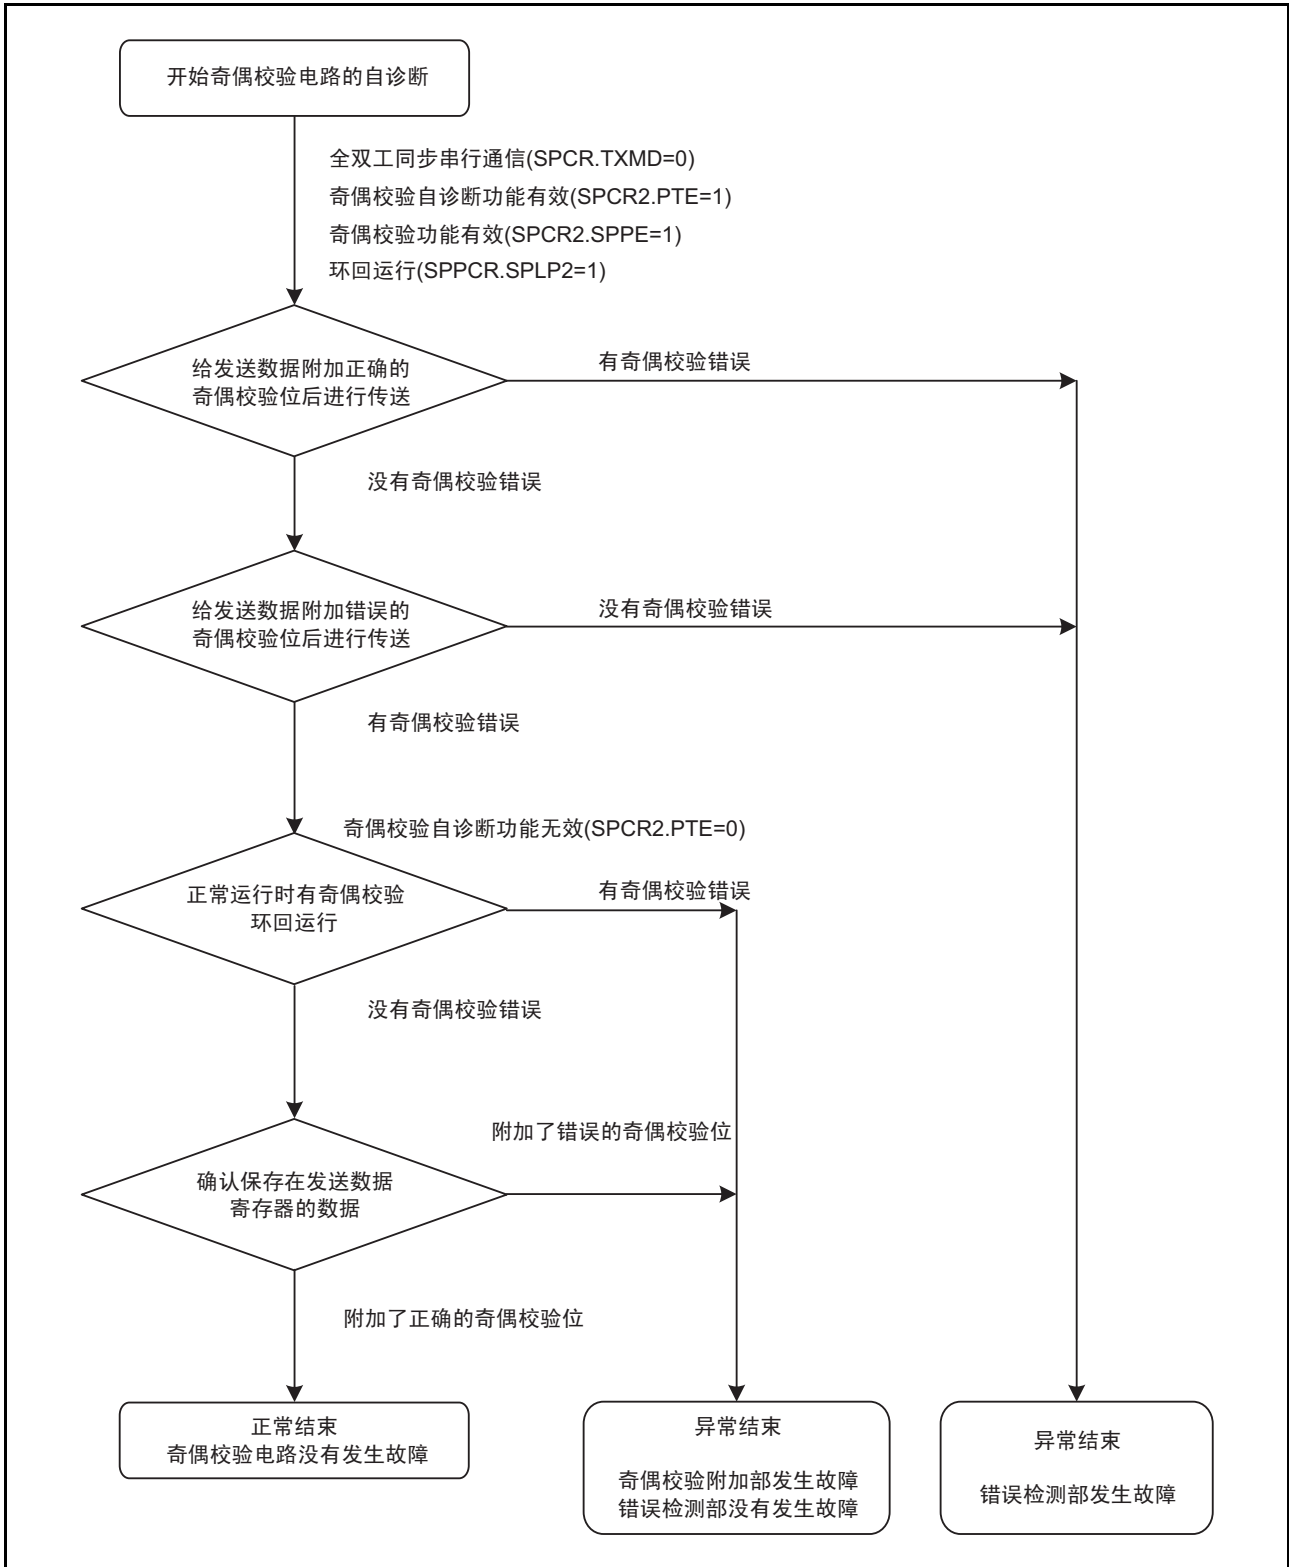 开始奇偶校验电路的自诊断
全双工同步串行通信(SPCR.TXMD=0)
奇偶校验自诊断功能有效(SPCR2.PTE=1)
奇偶校验功能有效(SPCR2.SPPE=1)
环回运行(SPPCR.SPLP2=1)
给发送数据附加正确的
奇偶校验位后进行传送
有奇偶校验错误
没有奇偶校验错误
给发送数据附加错误的
奇偶校验位后进行传送
没有奇偶校验错误
有奇偶校验错误
奇偶校验自诊断功能无效(SPCR2.PTE=0)
正常运行时有奇偶校验
环回运行
有奇偶校验错误
没有奇偶校验错误
附加了错误的奇偶校验位
确认保存在发送数据
寄存器的数据
附加了正确的奇偶校验位
正常结束
奇偶校验电路没有发生故障
异常结束
奇偶校验附加部发生故障
错误检测部没有发生故障
异常结束
错误检测部发生故障